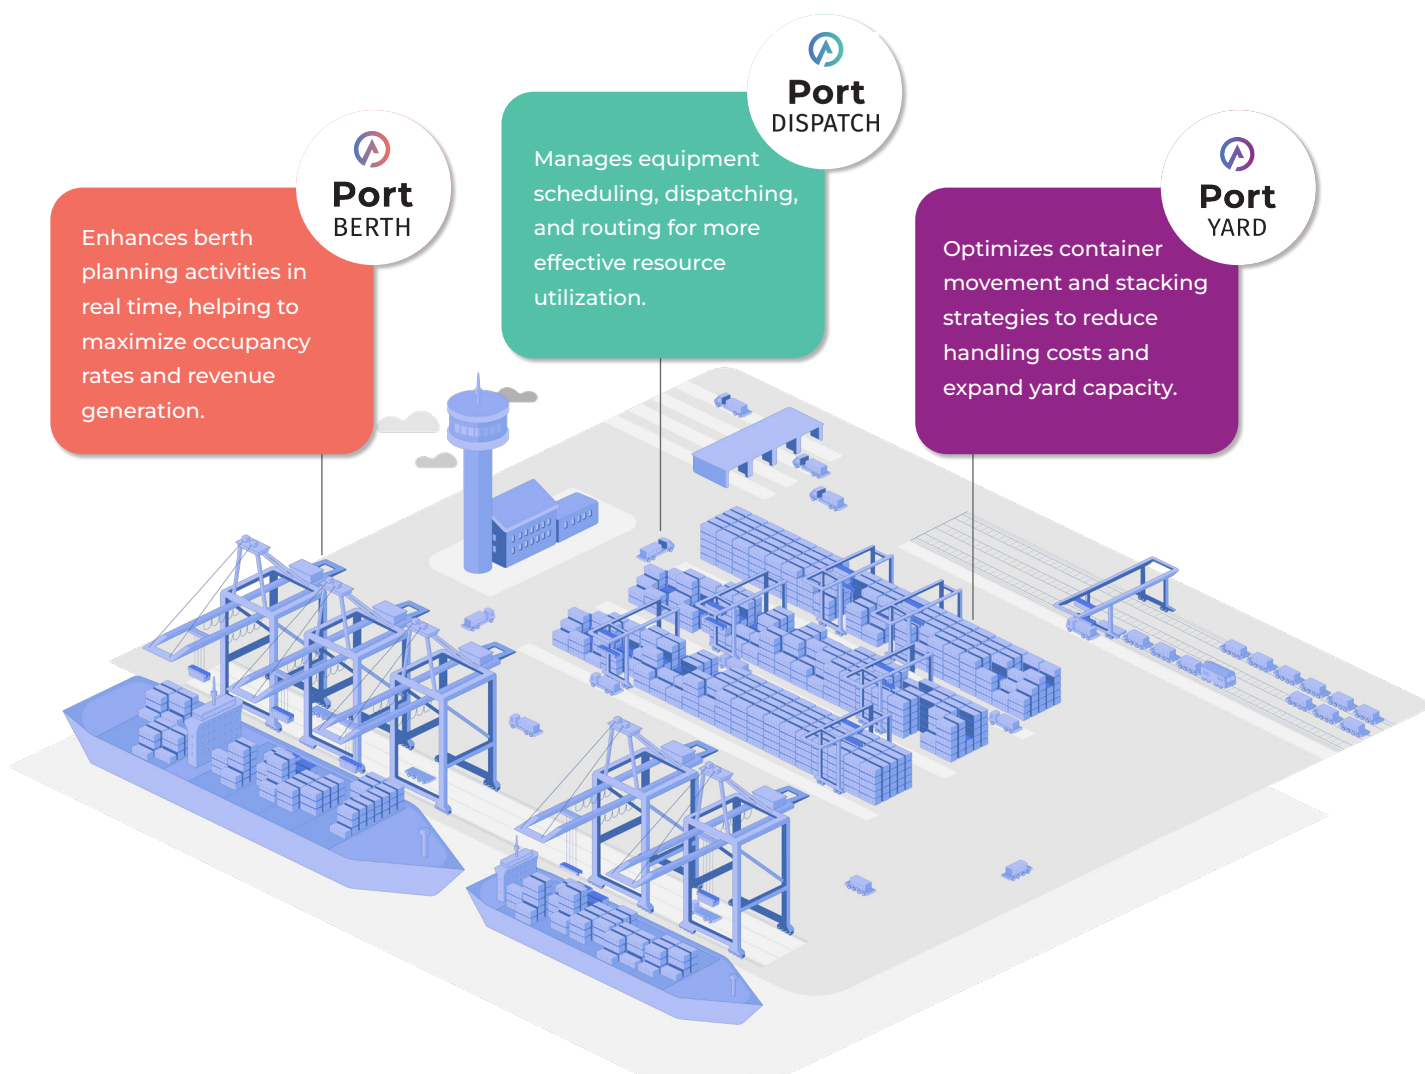 Port
BERTH
Enhances berth
planning activities in
real time, helping to
maximize occupancy
rates and revenue
generation.
Port
DISPATCH
Manages equipment
scheduling, dispatching,
and routing for more
effective resource
utilization.
Port
YARD
Optimizes container
movement and stacking
strategies to reduce
handling costs and
expand yard capacity.